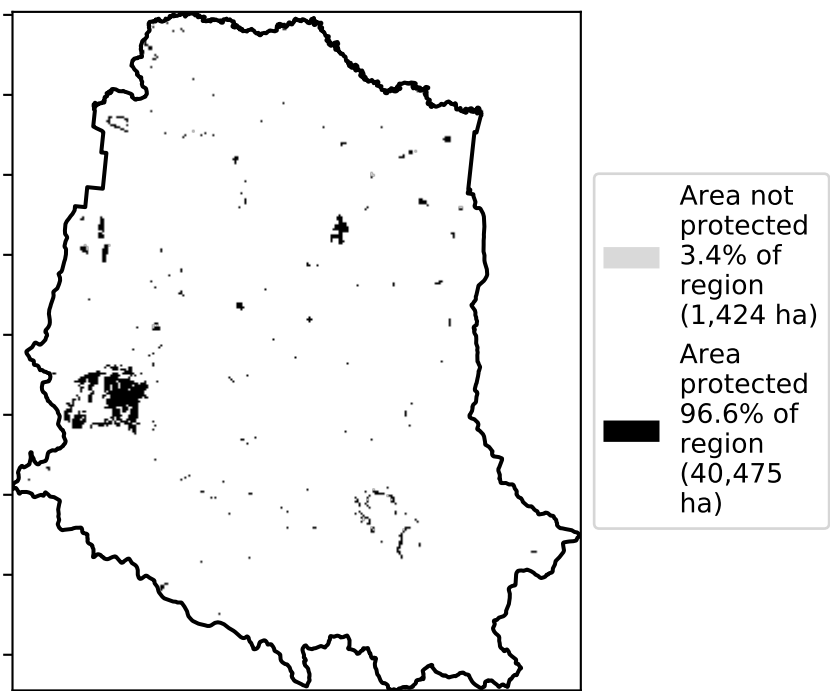 Area not
protected
3.4% of
region
(1,424 ha)
Area
protected
96.6% of
region
(40,475
ha)